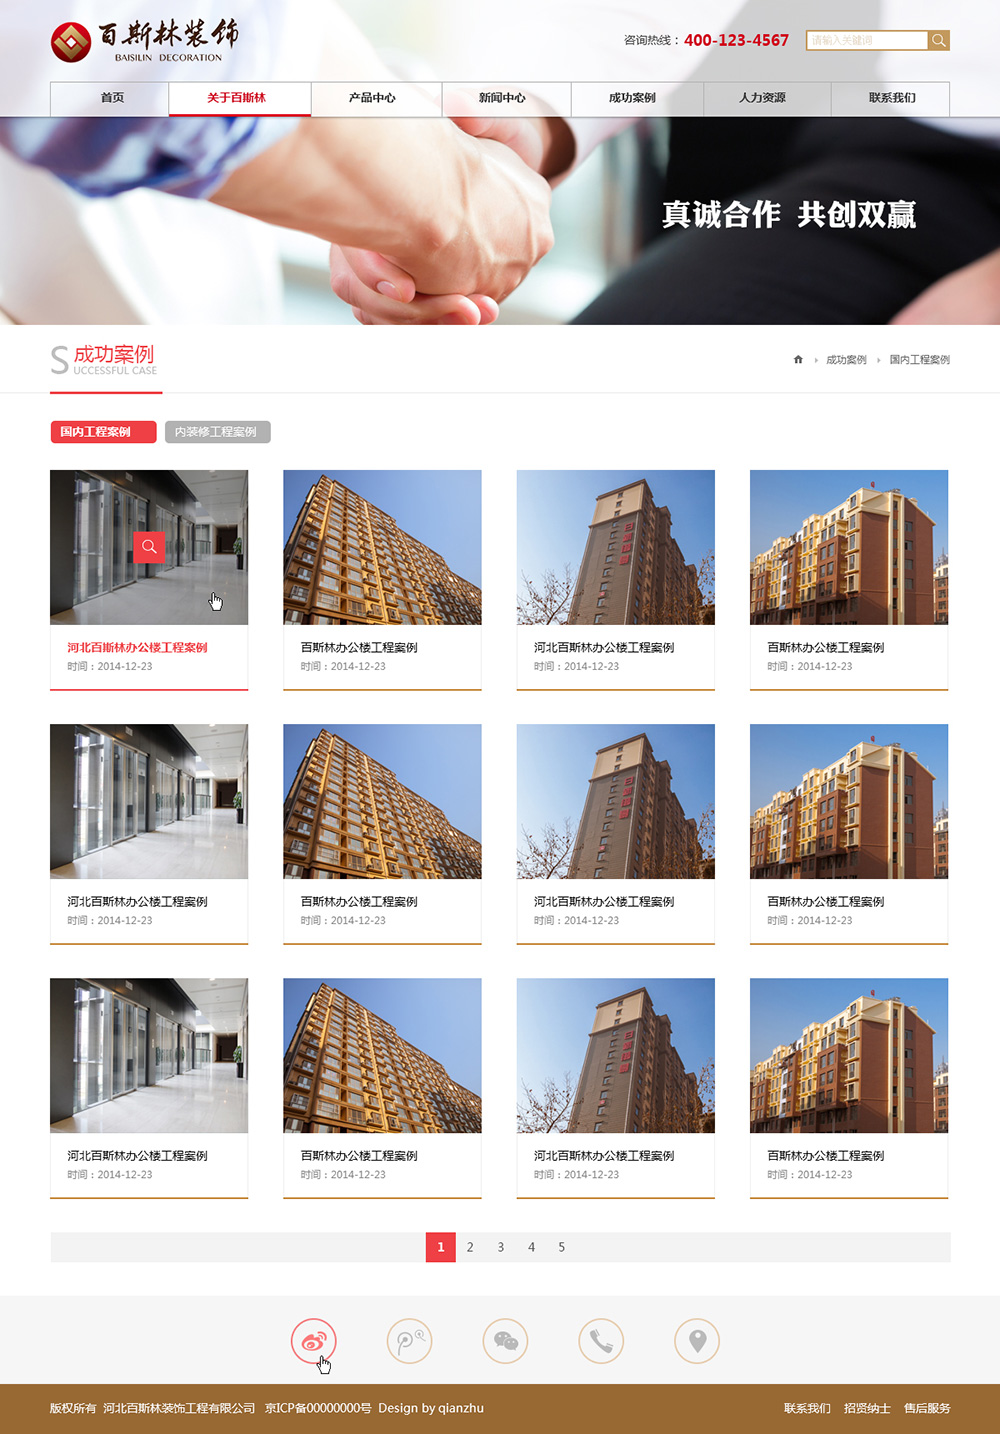 百斯林装饰
BAISILIN DECORATION
咨询热线：400-123-4567
请输入关键词
首页 关于百斯林 产品中心 新闻中心 成功案例 人力资源 联系我们
真诚合作 共创双赢
S 成功案例
UCCESSFUL CASE
成功案例 国内工程案例
国内工程案例 内装修工程案例
河北百斯林办公楼工程案例 百斯林办公楼工程案例 河北百斯林办公楼工程案例 百斯林办公楼工程案例
时间：2014-12-23 时间：2014-12-23 时间：2014-12-23 时间：2014-12-23
河北百斯林办公楼工程案例 百斯林办公楼工程案例 河北百斯林办公楼工程案例 百斯林办公楼工程案例
时间：2014-12-23 时间：2014-12-23 时间：2014-12-23 时间：2014-12-23
河北百斯林办公楼工程案例 百斯林办公楼工程案例 河北百斯林办公楼工程案例 百斯林办公楼工程案例
时间：2014-12-23 时间：2014-12-23 时间：2014-12-23 时间：2014-12-23
1 2 3 4 5
版权所有 河北百斯林装饰工程有限公司 京ICP备00000000号 Design by qianzhu 联系我们 招贤纳士 售后服务